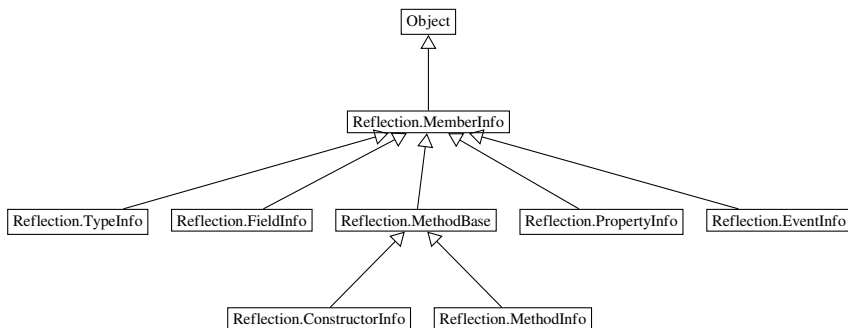 Object
Reflection.MemberInfo
Reflection.TypeInfo
Reflection.FieldInfo
Reflection.MethodBase
Reflection.PropertyInfo
Reflection.EventInfo
Reflection.ConstructorInfo
Reflection.MethodInfo